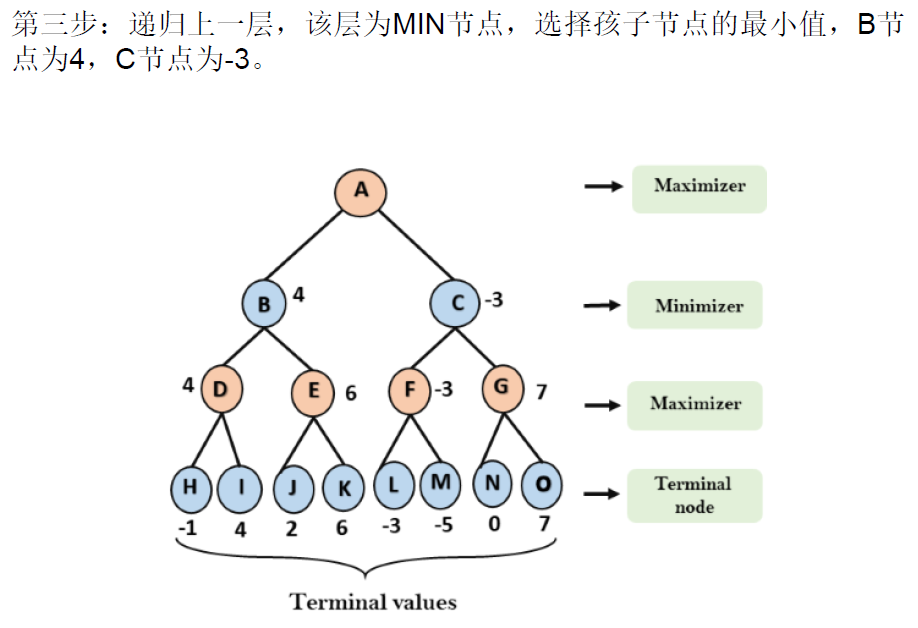 第三步：递归上一层，该层为MIN节点，选择孩子节点的最小值，B节
点为4，C节点为-3。
A
Maximizer
B 4 C -3
Minimizer
4 D E 6 F -3 G 7
Maximizer
H I J K L M N O
Terminal
node
-1 4 2 6 -3 -5 0 7
Terminal values